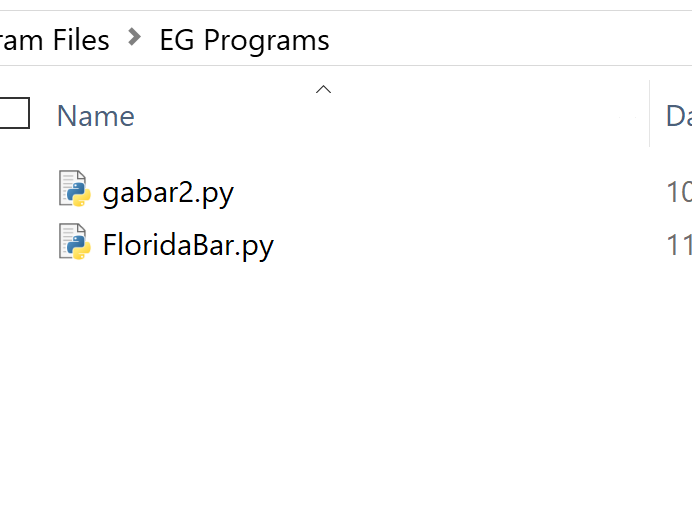 ram Files > EG Programs
Name Da
gabar2.py 10
FloridaBar.py 11